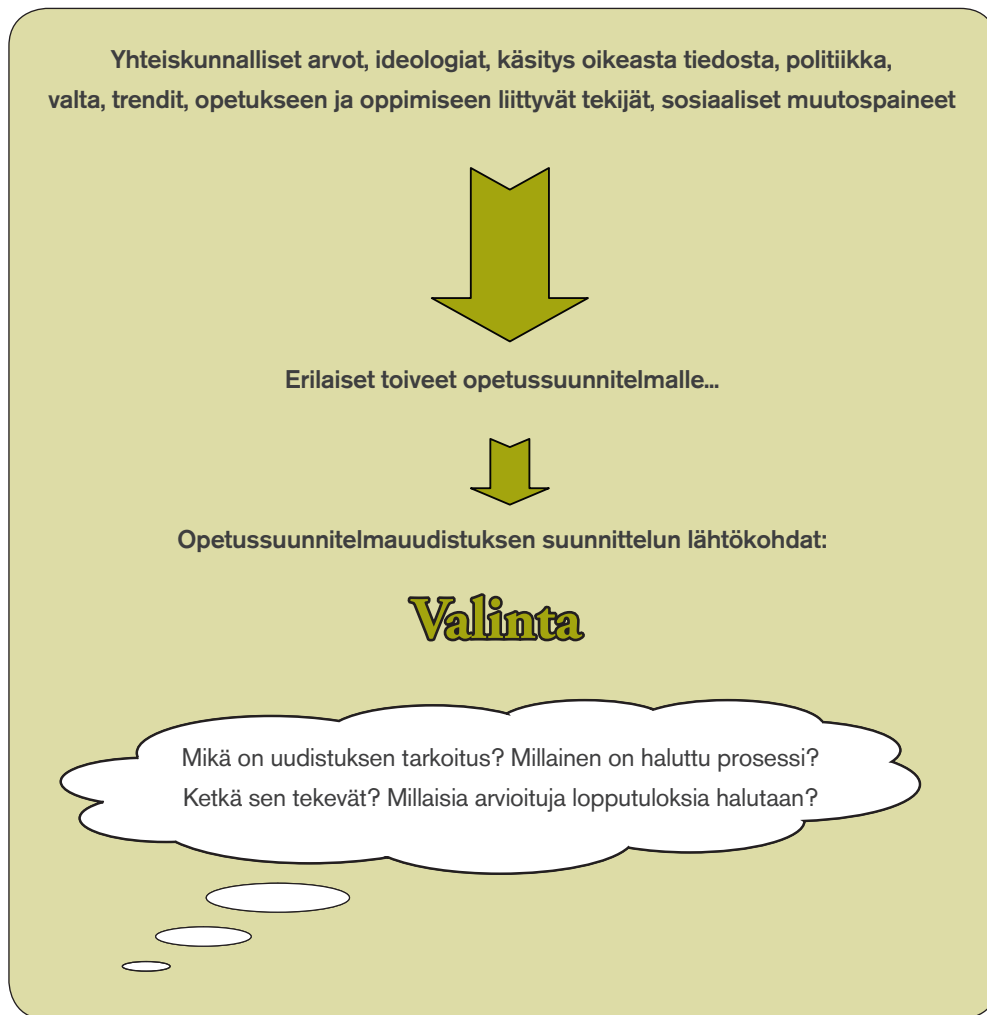 Yhteiskunnalliset arvot, ideologiat, käsitys oikeasta tiedosta, politiikka,
valta, trendit, opetukseen ja oppimiseen liittyvät tekijät, sosiaaliset muutospaineet
Erilaiset toiveet opetussuunnitelmalle...
Opetussuunnitelmauudistuksen suunnittelun lähtökohdat:
Valinta
Mikä on uudistuksen tarkoitus? Millainen on haluttu prosessi?
Ketkä sen tekevät? Millaisia arvioituja lopputuloksia halutaan?